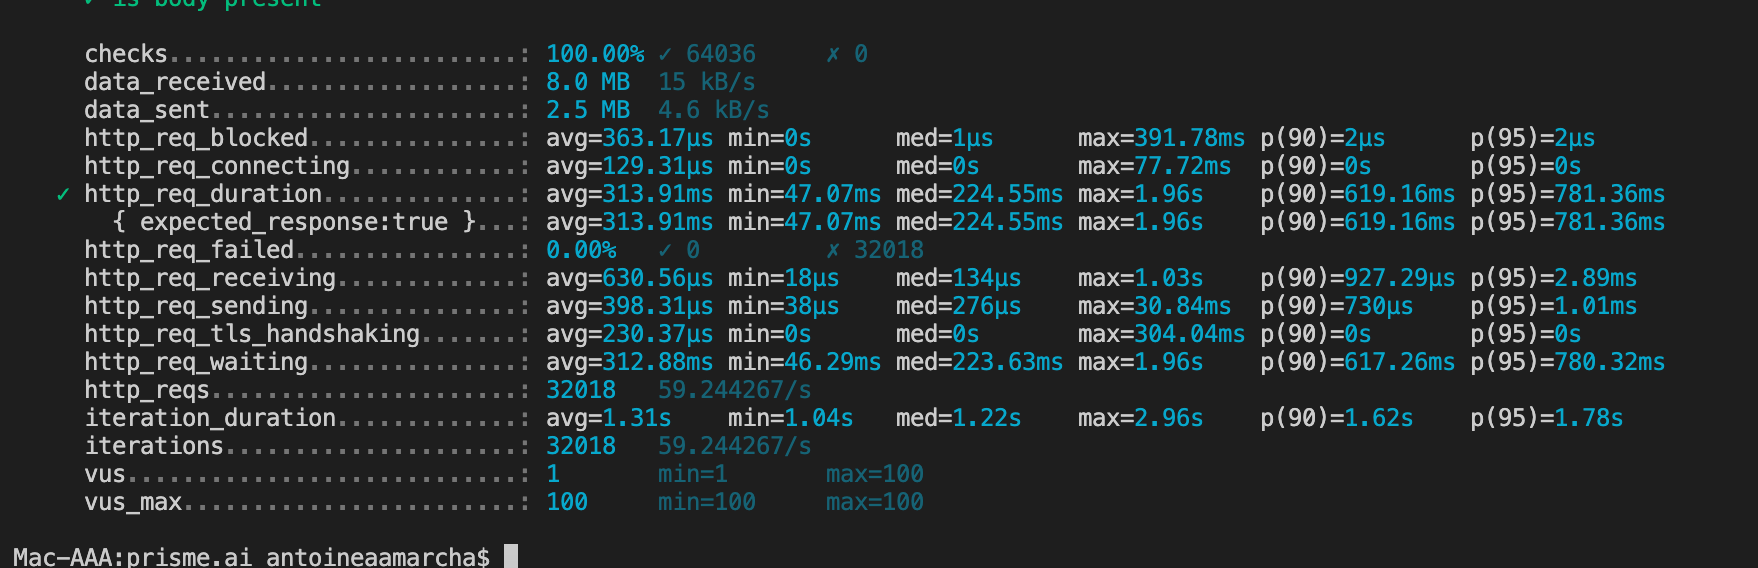 ✓ is body present
checks.........................: 100.00% ✓ 64036 ✗ 0
data_received..................: 8.0 MB 15 kB/s
data_sent......................: 2.5 MB 4.6 kB/s
http_req_blocked...............: avg=363.17µs min=0s med=1µs max=391.78ms p(90)=2µs p(95)=2µs
http_req_connecting............: avg=129.31µs min=0s med=0s max=77.72ms p(90)=0s p(95)=0s
✓ http_req_duration..............: avg=313.91ms min=47.07ms med=224.55ms max=1.96s p(90)=619.16ms p(95)=781.36ms
{ expected_response:true }...: avg=313.91ms min=47.07ms med=224.55ms max=1.96s p(90)=619.16ms p(95)=781.36ms
http_req_failed................: 0.00% ✓ 0 ✗ 32018
http_req_receiving.............: avg=630.56µs min=18µs med=134µs max=1.03s p(90)=927.29µs p(95)=2.89ms
http_req_sending...............: avg=398.31µs min=38µs med=276µs max=30.84ms p(90)=730µs p(95)=1.01ms
http_req_tls_handshaking.......: avg=230.37µs min=0s med=0s max=304.04ms p(90)=0s p(95)=0s
http_req_waiting...............: avg=312.88ms min=46.29ms med=223.63ms max=1.96s p(90)=617.26ms p(95)=780.32ms
http_reqs......................: 32018 59.244267/s
iteration_duration.............: avg=1.31s min=1.04s med=1.22s max=2.96s p(90)=1.62s p(95)=1.78s
iterations.....................: 32018 59.244267/s
vus............................: 1 min=1 max=100
vus_max........................: 100 min=100 max=100
Mac-AAA:prisme.ai antoineaamarcha$